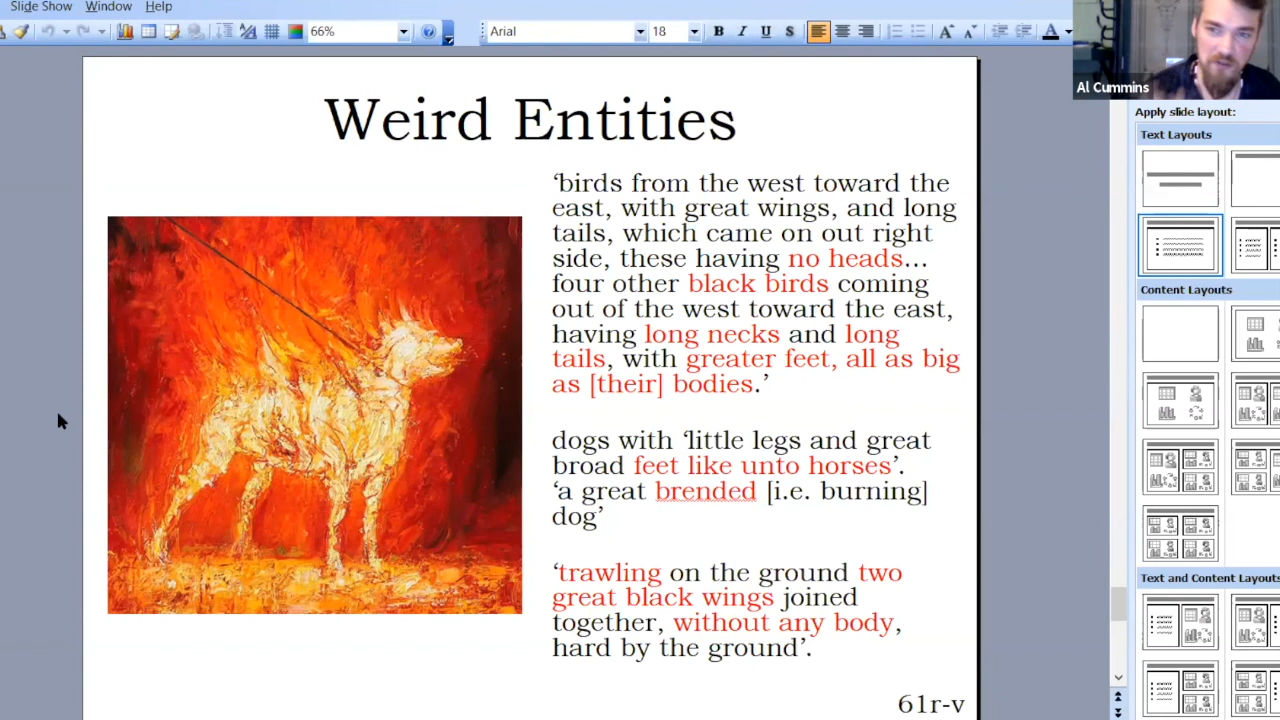 Slide Show Window Help
66% Arial 18 B I U S A
Al Cummins
Apply slide layout:
Text Layouts
Content Layouts
Text and Content Layouts
Weird Entities
‘birds from the west toward the
east, with great wings, and long
tails, which came on out right
side, these having no heads...
four other black birds coming
out of the west toward the east,
having long necks and long
tails, with greater feet, all as big
as [their] bodies.’
dogs with ‘little legs and great
broad feet like unto horses’.
‘a great brended [i.e. burning]
dog’
‘trawling on the ground two
great black wings joined
together, without any body,
hard by the ground’.
61r-v